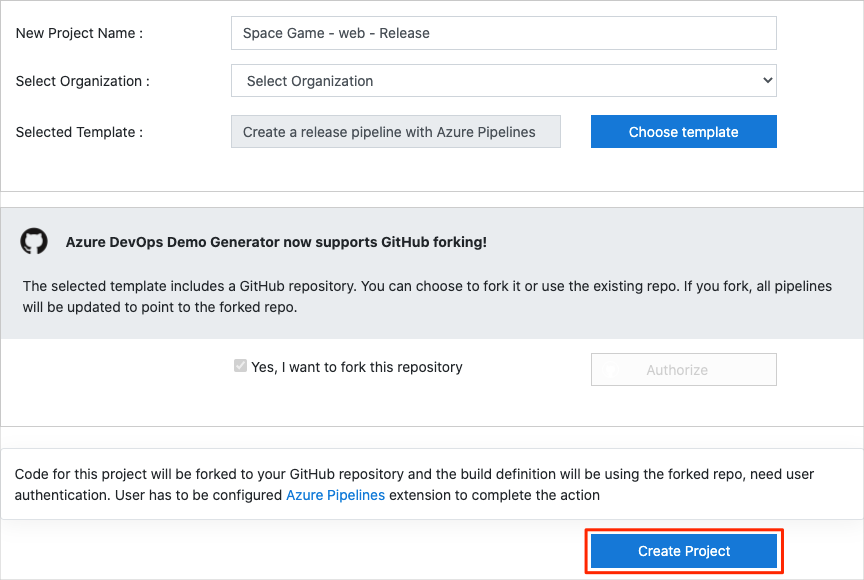 New Project Name :
Space Game - web - Release
Select Organization :
Select Organization
Selected Template :
Create a release pipeline with Azure Pipelines
Choose template
Azure DevOps Demo Generator now supports GitHub forking!
The selected template includes a GitHub repository. You can choose to fork it or use the existing repo. If you fork, all pipelines
will be updated to point to the forked repo.
Yes, I want to fork this repository
Authorize
Code for this project will be forked to your GitHub repository and the build definition will be using the forked repo, need user
authentication. User has to be configured Azure Pipelines extension to complete the action
Create Project